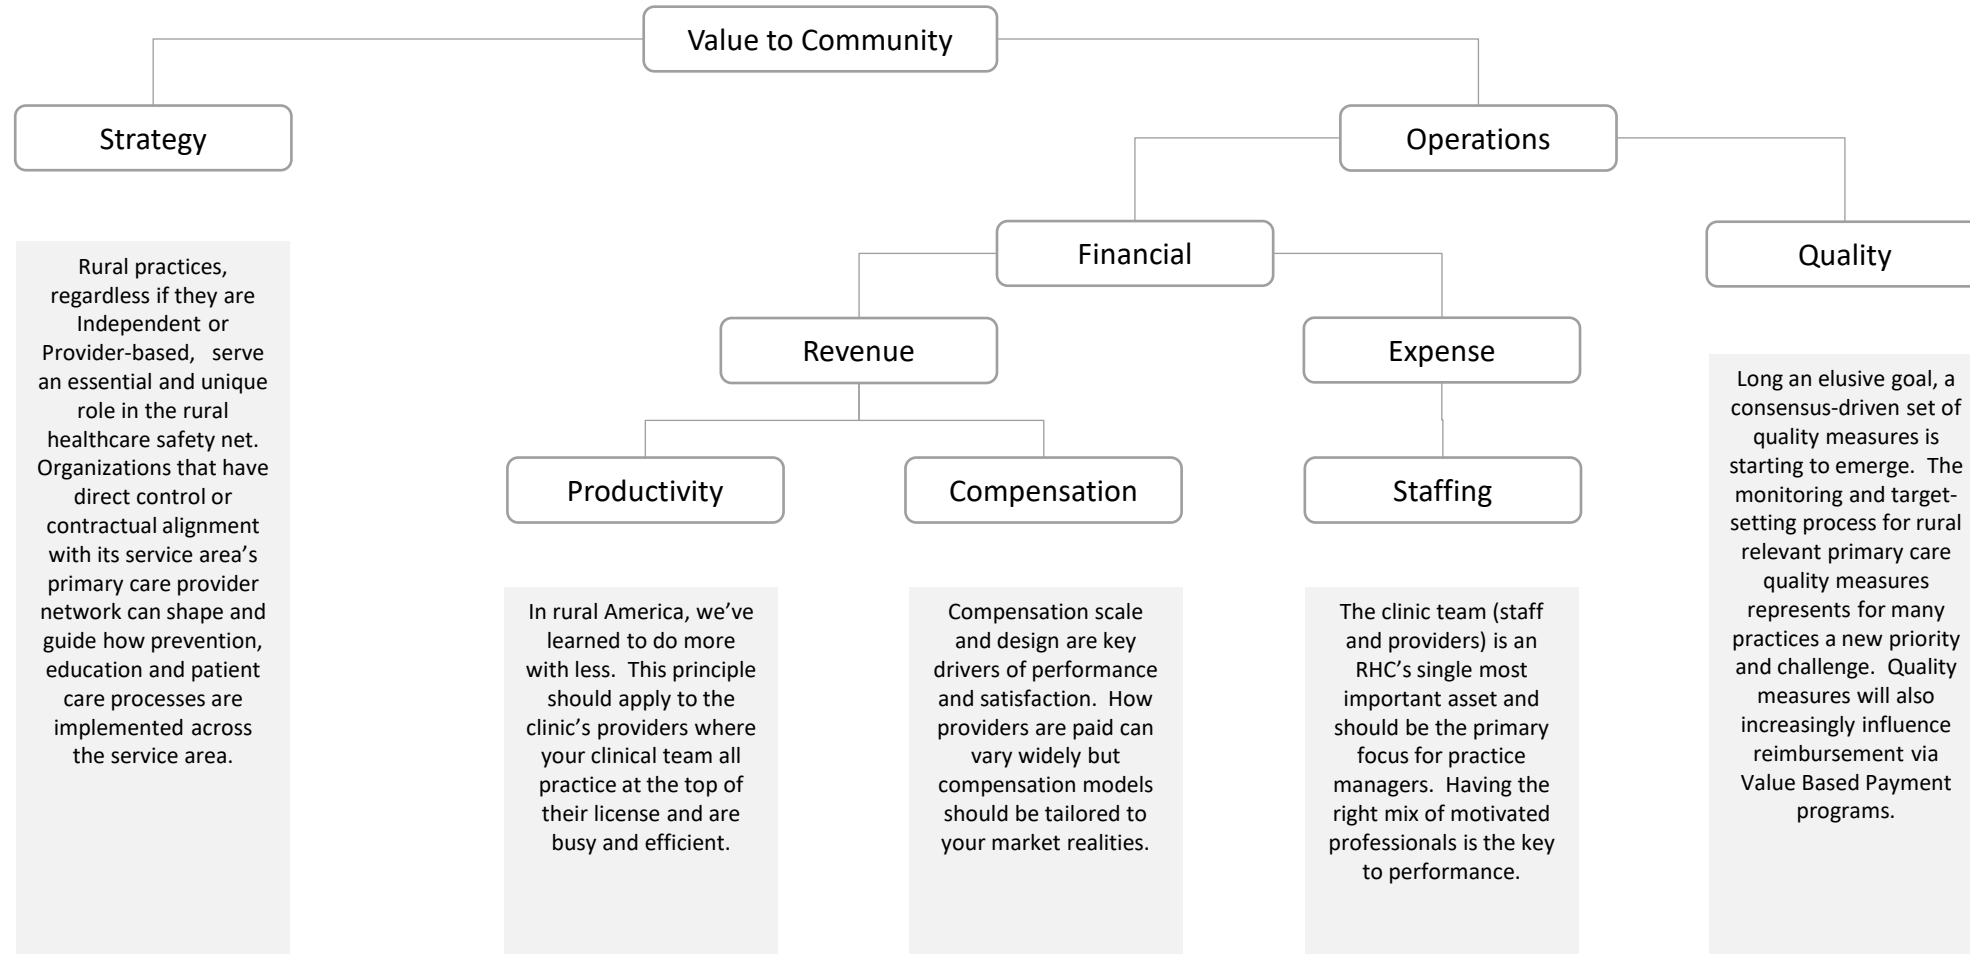 Value to Community
Strategy
Operations
Financial
Quality
Revenue
Expense
Productivity
Compensation
Staffing
Rural practices,
regardless if they are
Independent or
Provider-based,   serve
an essential and unique
role in the rural
healthcare safety net.
Organizations that have
direct control or
contractual alignment
with its service area’s
primary care provider
network can shape and
guide how prevention,
education and patient
care processes are
implemented across
the service area.
In rural America, we’ve
learned to do more
with less.  This principle
should apply to the
clinic’s providers where
your clinical team all
practice at the top of
their license and are
busy and efficient.
Compensation scale
and design are key
drivers of performance
and satisfaction.  How
providers are paid can
vary widely but
compensation models
should be tailored to
your market realities.
The clinic team (staff
and providers) is an
RHC’s single most
important asset and
should be the primary
focus for practice
managers.  Having the
right mix of motivated
professionals is the key
to performance.
Long an elusive goal, a
consensus-driven set of
quality measures is
starting to emerge.  The
monitoring and target-
setting process for rural
relevant primary care
quality measures
represents for many
practices a new priority
and challenge.  Quality
measures will also
increasingly influence
reimbursement via
Value Based Payment
programs.